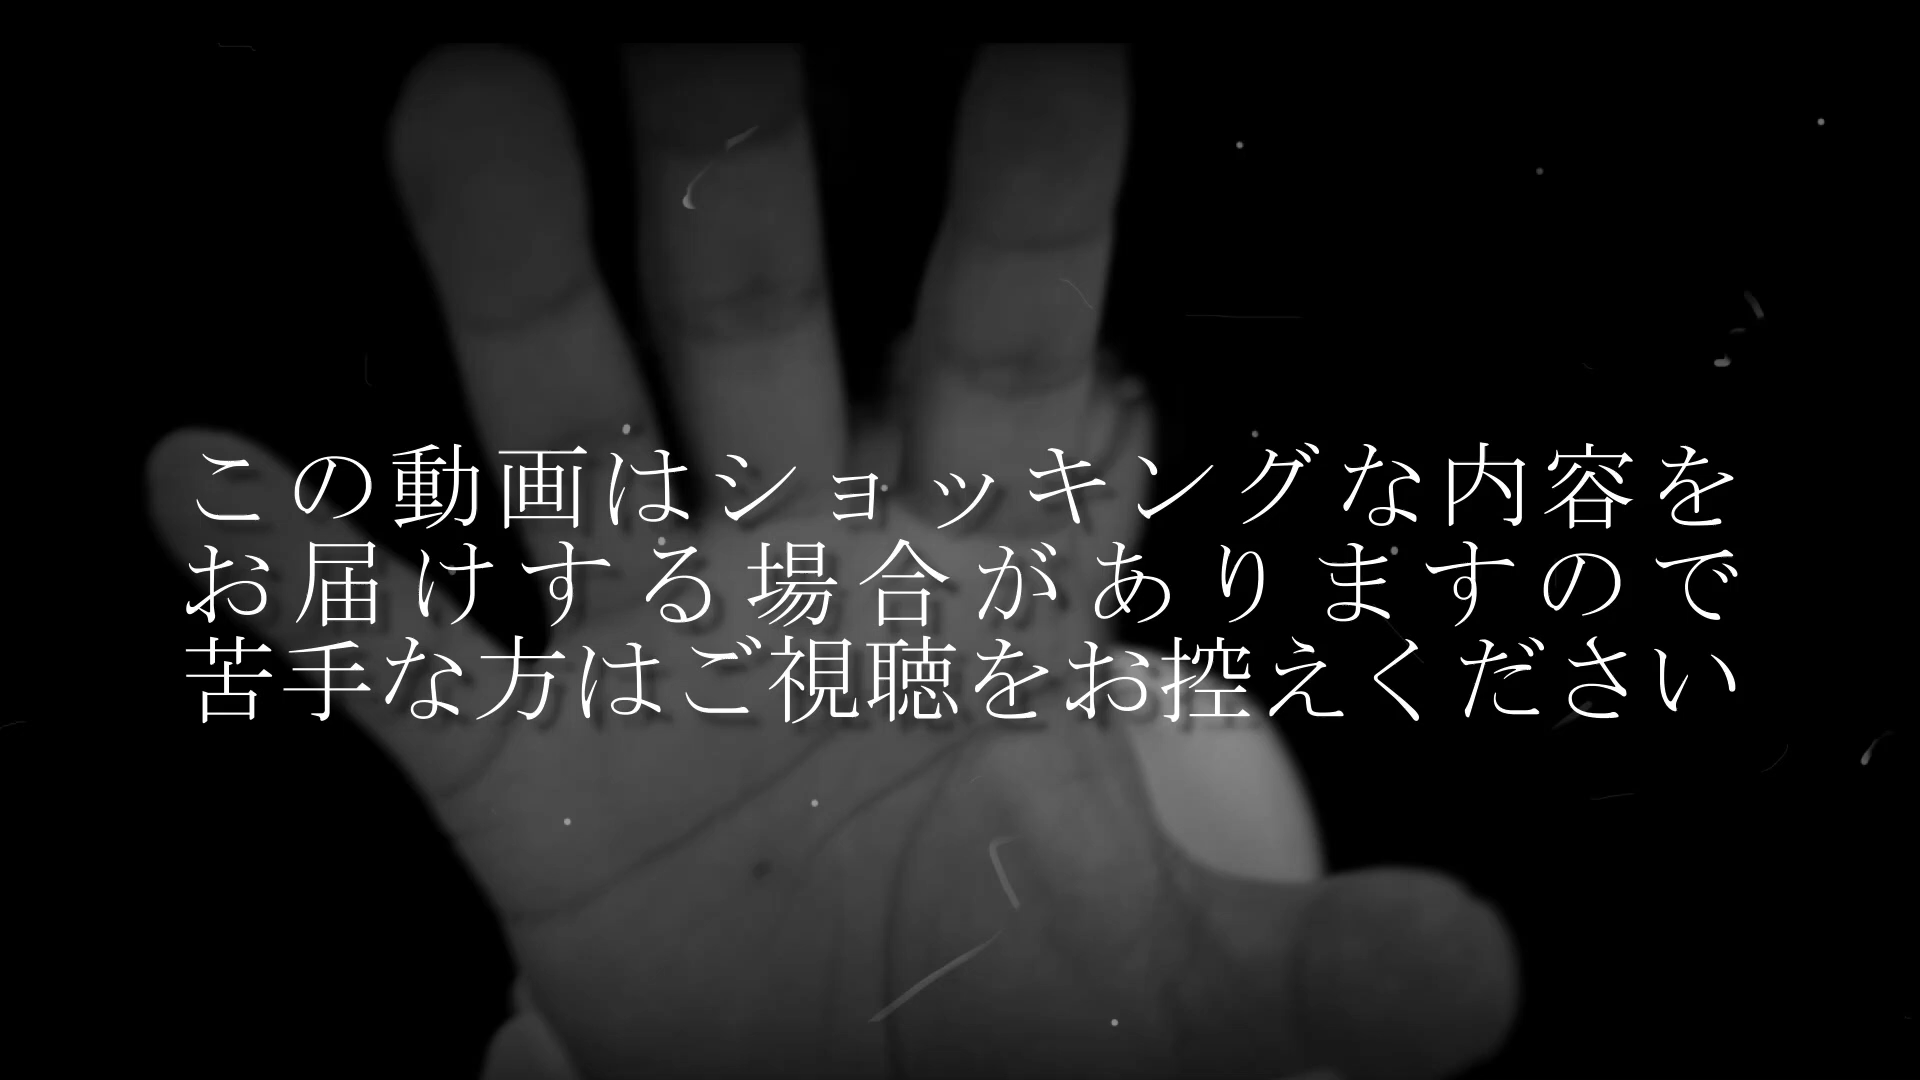 この動画はショッキングな内容を
お届けする場合がありますので
苦手な方はご視聴をお控えください